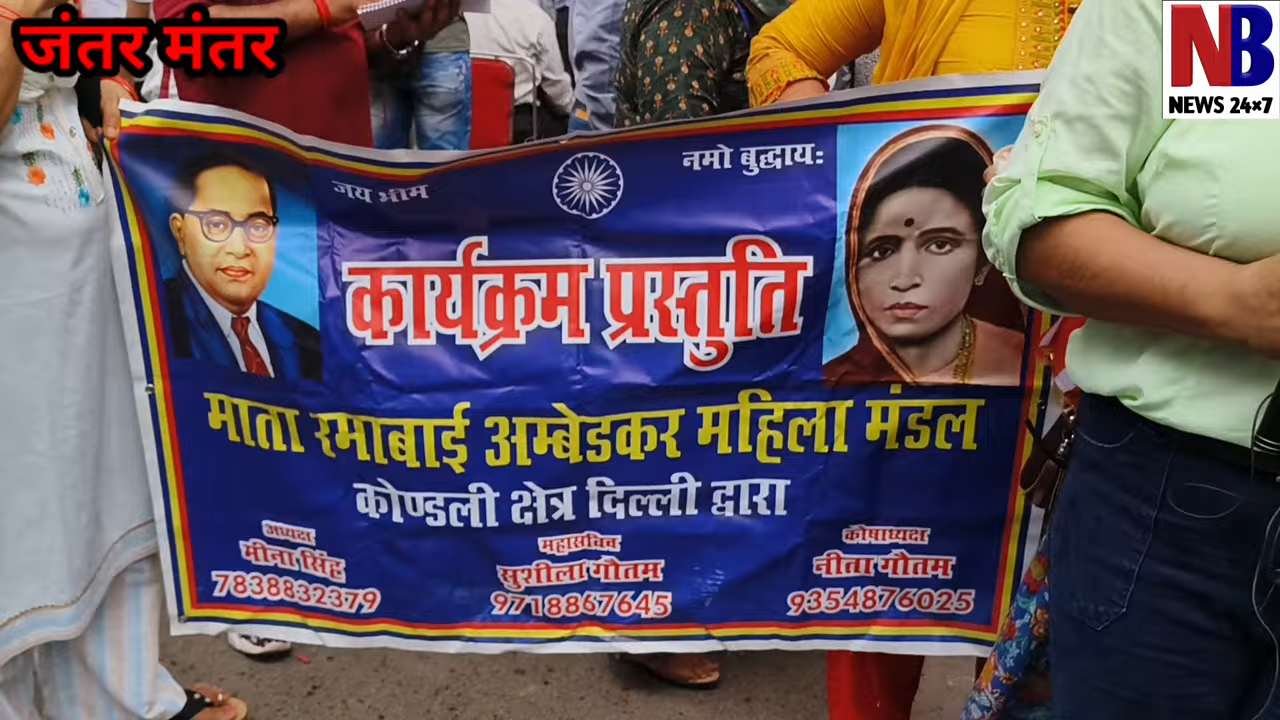 जंतर मंतर
NB
NEWS 24×7
जय भीम
नमो बुद्धाय:
कार्यक्रम प्रस्तुति
माता रमाबाई अम्बेडकर महिला मंडल
कोण्डली क्षेत्र दिल्ली द्वारा
अध्यक्ष
मीना सिंह
7838832379
महासचिव
सुशीला गौतम
9718867645
कोषाध्यक्ष
नीता गौतम
9354876025